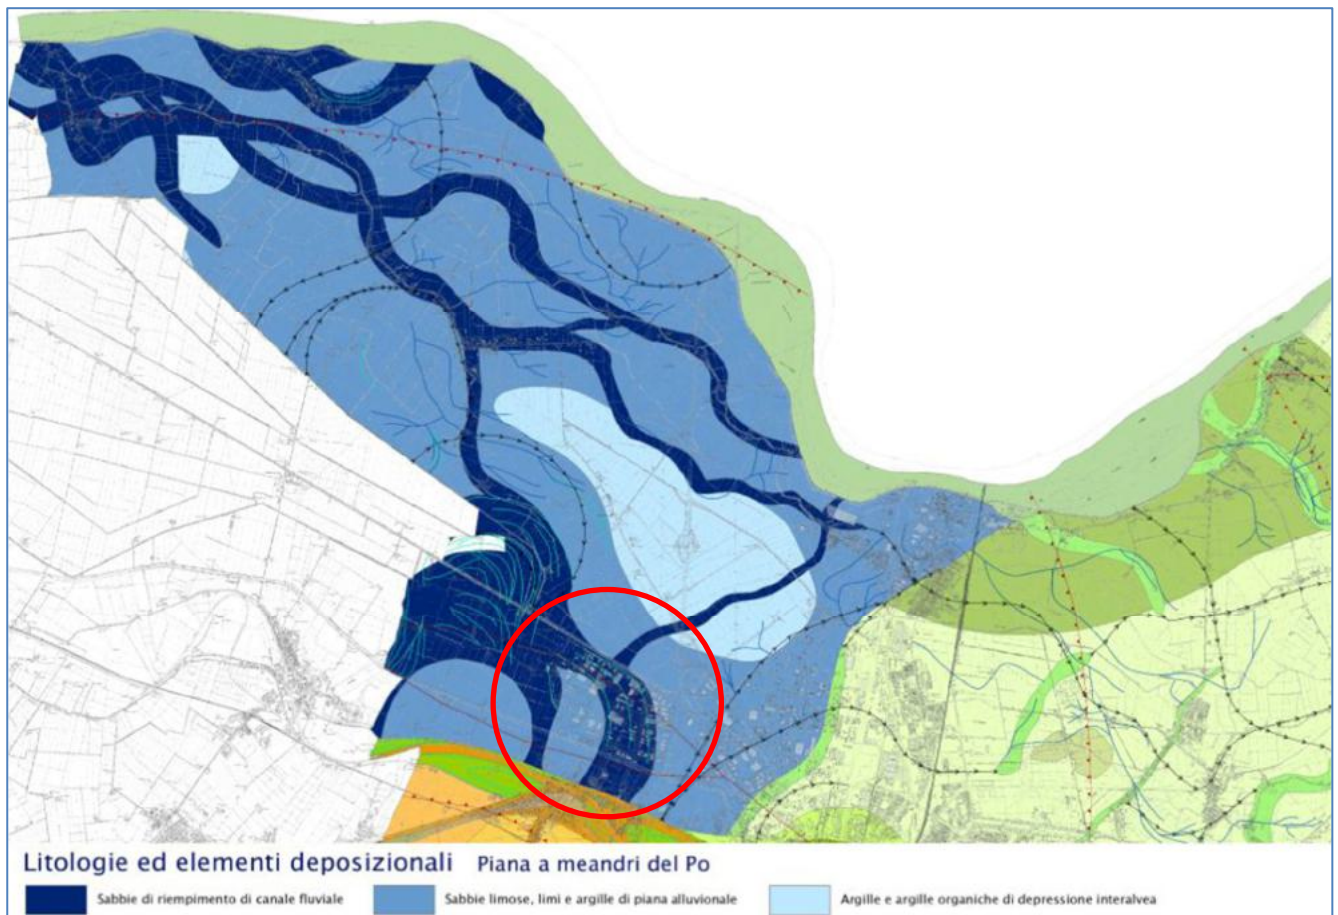 Litologie ed elementi deposizionali Piana a meandri del Po
Sabbie di riempimento di canale fluviale Sabbie limose, limi e argille di piana alluvionale Argille e argille organiche di depressione interalvea